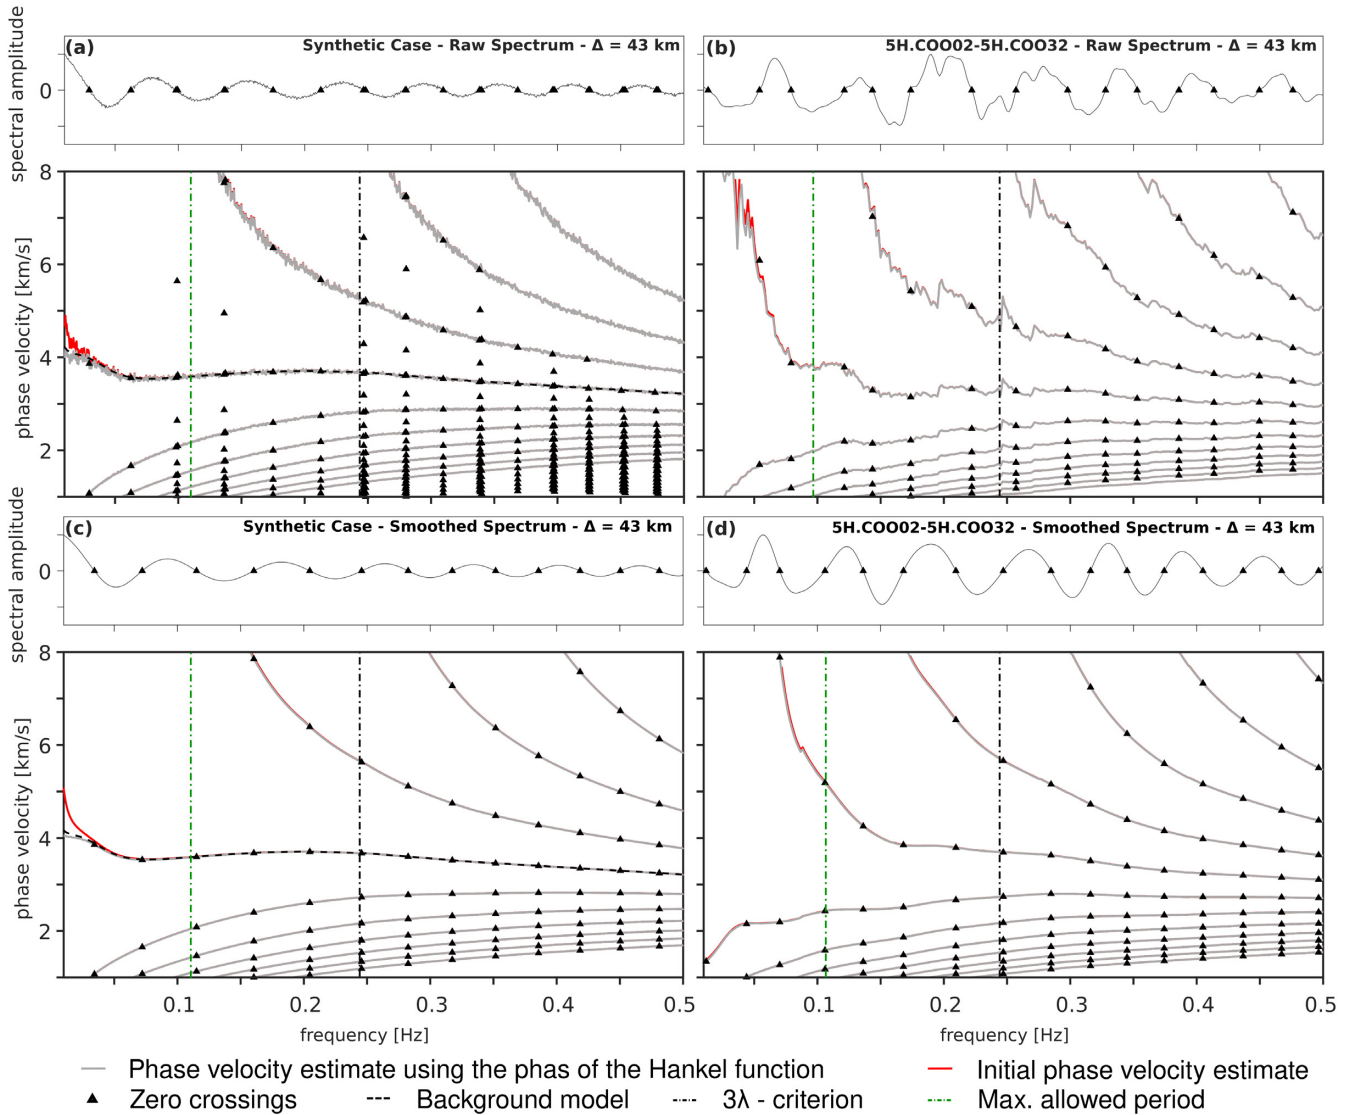 (a) Synthetic Case - Raw Spectrum - Δ = 43 km
(b) 5H.COO02-5H.COO32 - Raw Spectrum - Δ = 43 km
spectral amplitude
0
phase velocity [km/s]
8
6
4
2
(c) Synthetic Case - Smoothed Spectrum - Δ = 43 km
(d) 5H.COO02-5H.COO32 - Smoothed Spectrum - Δ = 43 km
spectral amplitude
0
phase velocity [km/s]
8
6
4
2
0.1 0.2 0.3 0.4 0.5
0.1 0.2 0.3 0.4 0.5
frequency [Hz]
frequency [Hz]
Phase velocity estimate using the phas of the Hankel function
Initial phase velocity estimate
Zero crossings
Background model
3λ - criterion
Max. allowed period